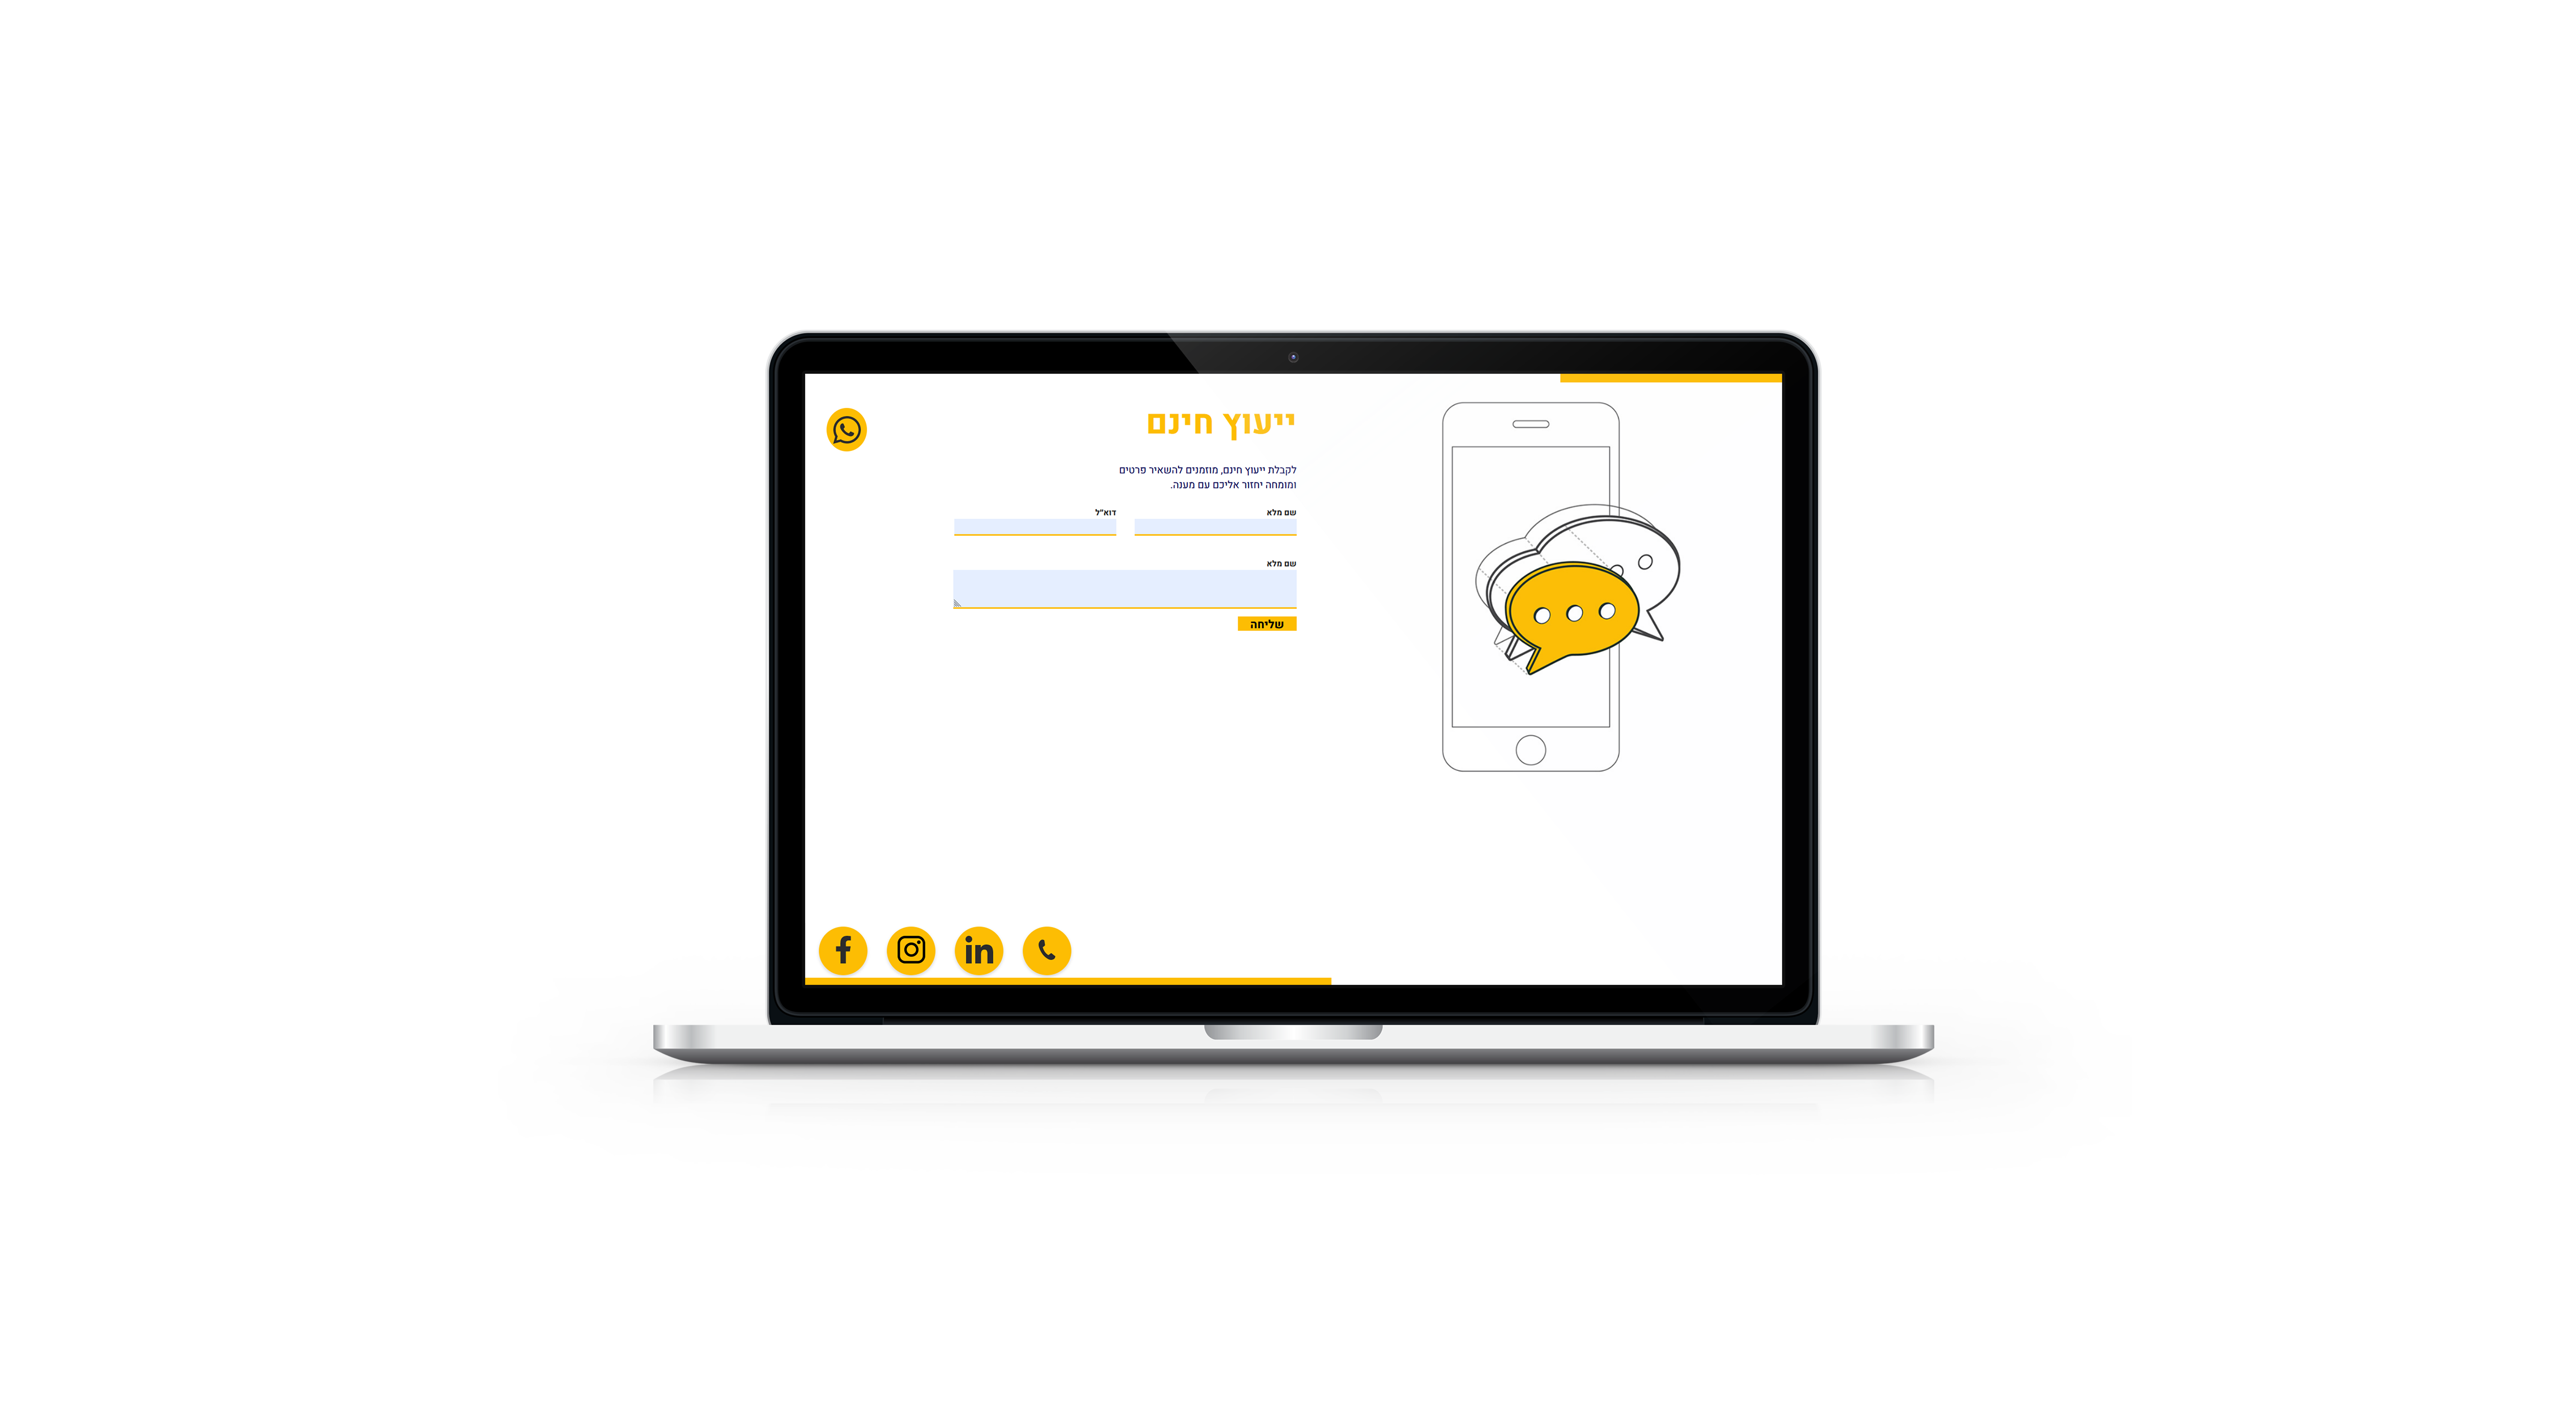 ייעוץ חינם
לקבלת ייעוץ חינם, מוזמנים להשאיר פרטים
ומומחה יחזור אליכם עם מענה.
שם מלא
דוא״ל
שם מלא
שליחה